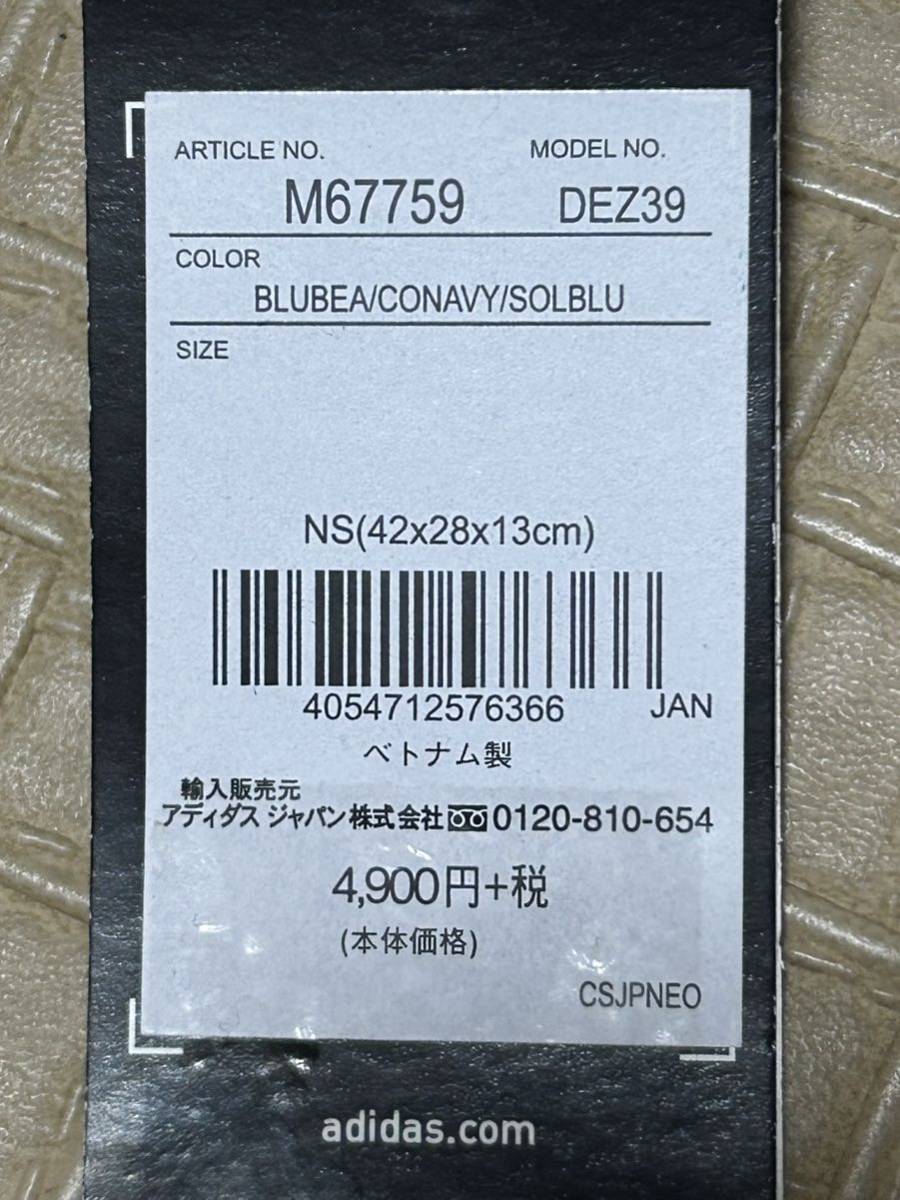 ARTICLE NO. MODEL NO.
M67759 DEZ39
COLOR
BLUBEA/CONAVY/SOLBLU
SIZE
NS(42x28x13cm)
4054712576366 JAN
ベトナム製
輸入販売元
アディダス ジャパン株式会社 0120-810-654
4,900円+税
(本体価格)
CSJPNEO
adidas.com